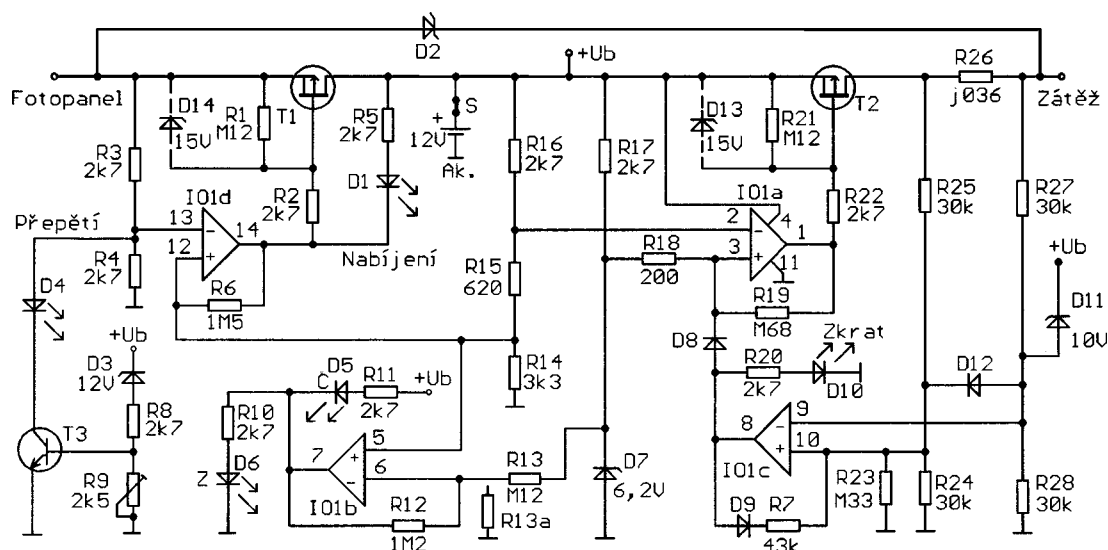 D2
+Ub
R26
j036
Fotopanel
Zátěž
D14
15V
R1
M12
T1
R5
2k7
S
+
12V
Ak.
R16
2k7
R17
2k7
D13
15V
R21
M12
T2
R3
2k7
R2
2k7
D1
IO1d
IO1a
R22
2k7
R25
30k
R27
30k
Přepětí
13
-
12
+
14
2
-
3
+
4
1
11
Nabíjení
R4
2k7
R15
620
R18
200
+Ub
D4
R6
1M5
R19
M68
D11
10V
+Ub
D3
12V
D8
Zkrat
R20
2k7
D10
D12
R14
3k3
D5
Č
R11
2k7
+Ub
R8
2k7
R10
2k7
8
9
-
10
+
IO1c
T3
7
5
+
6
-
IO1b
R13
M12
D7
6,2V
D6
Z
R9
2k5
R13a
R12
1M2
D9
R7
43k
R23
M33
R24
30k
R28
30k